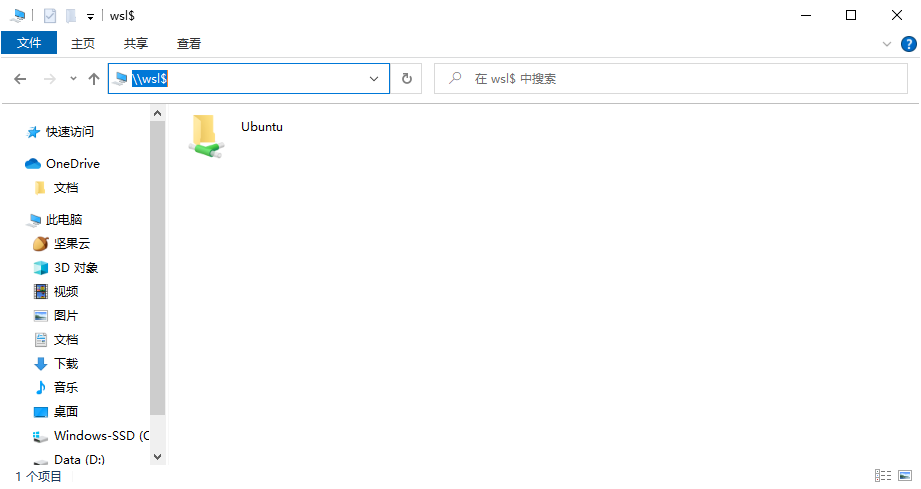 wsl$
文件 主页 共享 查看
\\wsl$ 在 wsl$ 中搜索
快速访问
OneDrive
文档
此电脑
坚果云
3D 对象
视频
图片
文档
下载
音乐
桌面
Windows-SSD (C
Data (D:)
Ubuntu
1 个项目